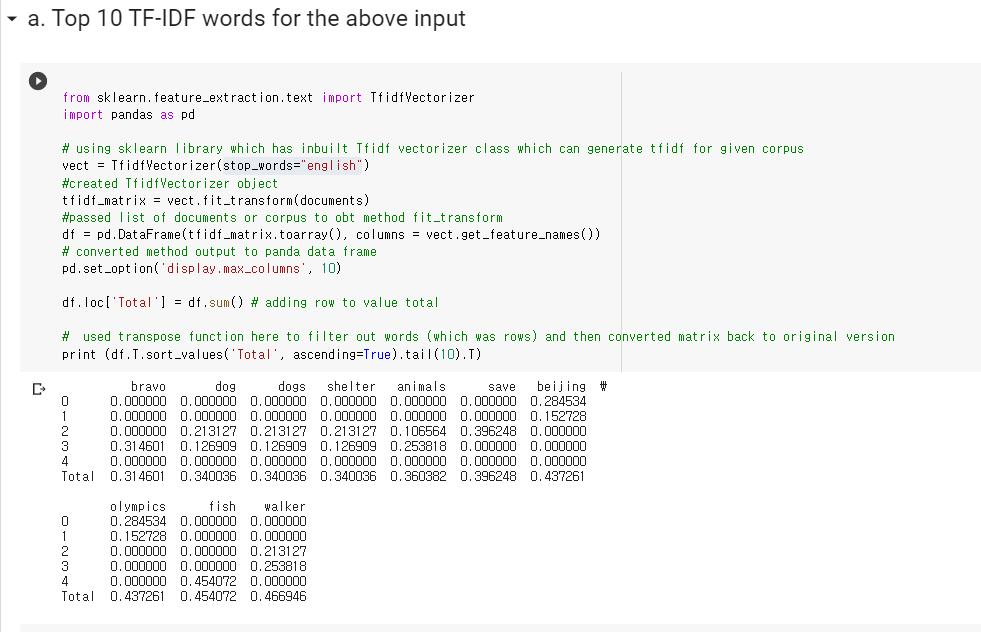 a. Top 10 TF-IDF words for the above input
from sklearn.feature_extraction.text import TfidfVectorizer
import pandas as pd
# using sklearn library which has inbuilt Tfidf vectorizer class which can generate tfidf for given corpus
vect = TfidfVectorizer(stop_words="english")
#created TfidfVectorizer object
tfidf_matrix = vect.fit_transform(documents)
#passed list of documents or corpus to obt method fit_transform
df = pd.DataFrame(tfidf_matrix.toarray(), columns = vect.get_feature_names())
# converted method output to panda data frame
pd.set_option('display.max_columns', 10)
df.loc['Total'] = df.sum() # adding row to value total
#  used transpose function here to filter out words (which was rows) and then converted matrix back to original version
print (df.T.sort_values('Total', ascending=True).tail(10).T)
bravo dog dogs shelter animals save beijing \
0 0.000000 0.000000 0.000000 0.000000 0.000000 0.000000 0.284534
1 0.000000 0.000000 0.000000 0.000000 0.000000 0.000000 0.152728
2 0.000000 0.213127 0.213127 0.213127 0.106564 0.396248 0.000000
3 0.314601 0.126909 0.126909 0.126909 0.253818 0.000000 0.000000
4 0.000000 0.000000 0.000000 0.000000 0.000000 0.000000 0.000000
Total 0.314601 0.340036 0.340036 0.340036 0.360382 0.396248 0.437261
olympics fish walker
0 0.284534 0.000000 0.000000
1 0.152728 0.000000 0.000000
2 0.000000 0.000000 0.213127
3 0.000000 0.000000 0.253818
4 0.000000 0.454072 0.000000
Total 0.437261 0.454072 0.466946